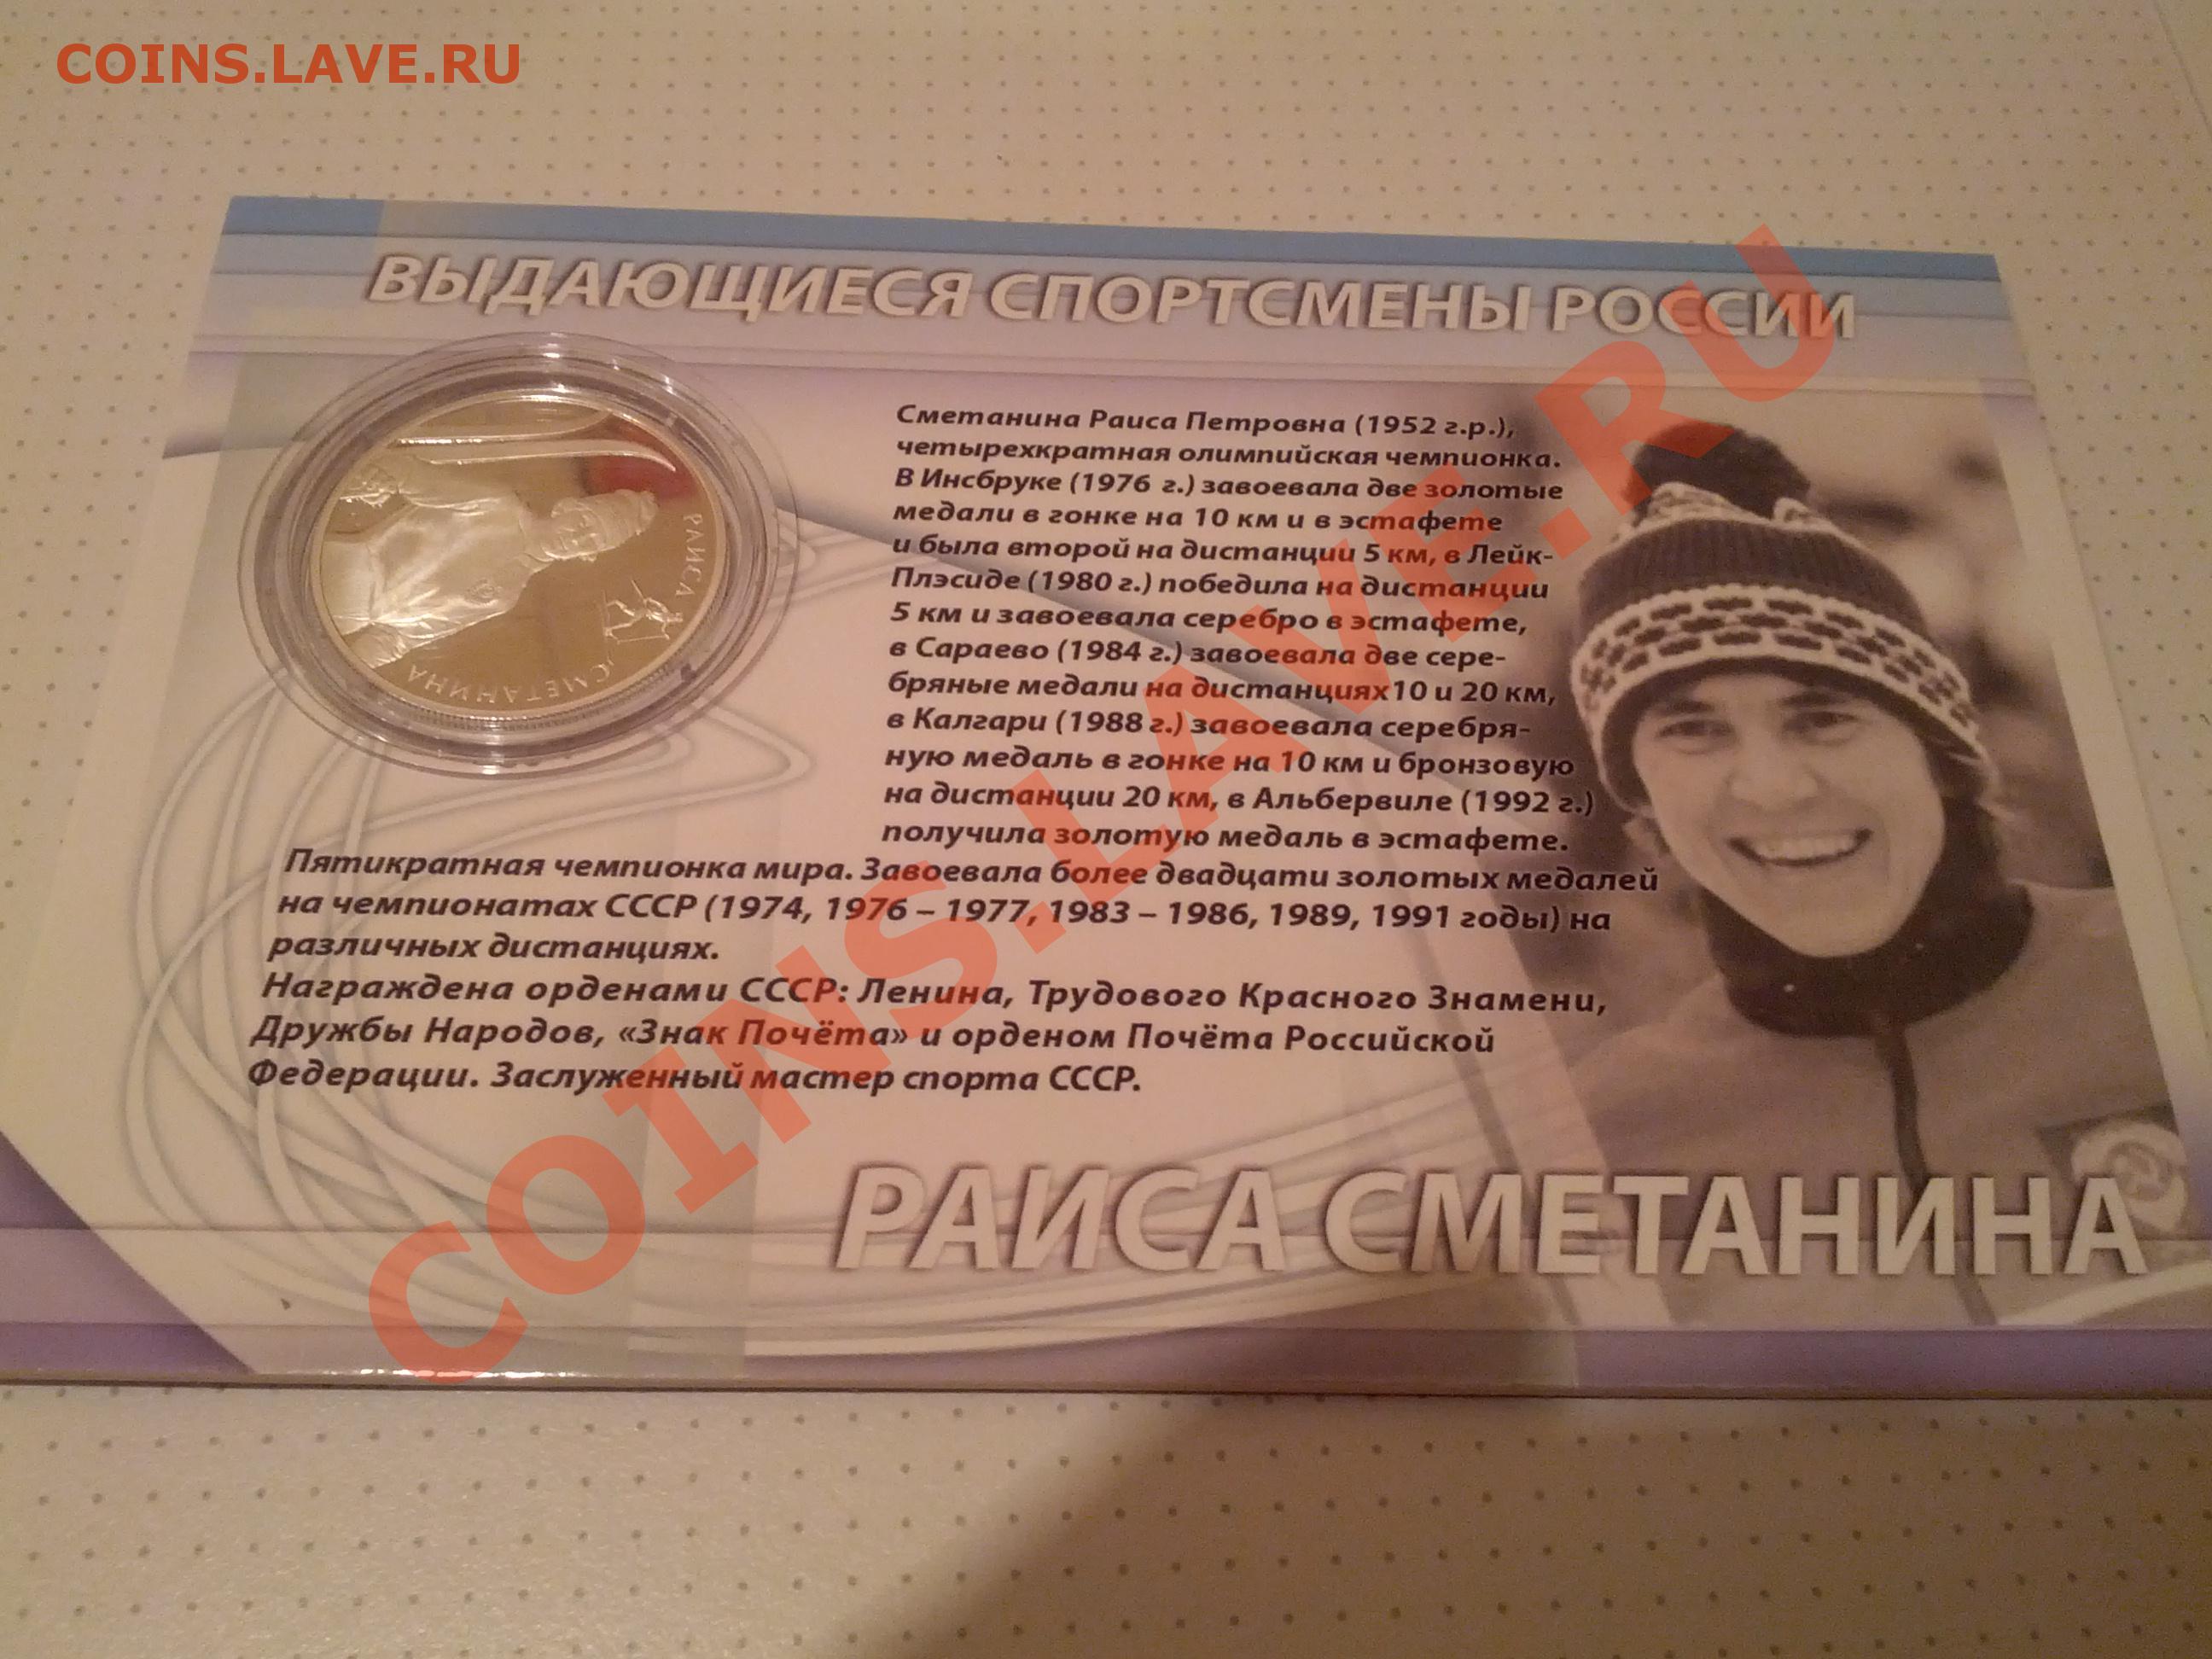 COINS.LAVE.RU
ВЫДАЮЩИЕСЯ СПОРТСМЕНЫ РОССИИ
РАИСА
СМЕТАНИНА
Сметанина Раиса Петровна (1952 г.р.),
четырехкратная олимпийская чемпионка.
В Инсбруке (1976 г.) завоевала две золотые
медали в гонке на 10 км и в эстафете
и была второй на дистанции 5 км, в Лейк-
Плэсиде (1980 г.) победила на дистанции
5 км и завоевала серебро в эстафете,
в Сараево (1984 г.) завоевала две сере-
бряные медали на дистанциях10 и 20 км,
в Калгари (1988 г.) завоевала серебря-
ную медаль в гонке на 10 км и бронзовую
на дистанции 20 км, в Альбервиле (1992 г.)
получила золотую медаль в эстафете.
Пятикратная чемпионка мира. Завоевала более двадцати золотых медалей
на чемпионатах СССР (1974, 1976 – 1977, 1983 – 1986, 1989, 1991 годы) на
различных дистанциях.
Награждена орденами СССР: Ленина, Трудового Красного Знамени,
Дружбы Народов, «Знак Почёта» и орденом Почёта Российской
Федерации. Заслуженный мастер спорта СССР.
РАИСА СМЕТАНИНА
COINS.LAVE.RU